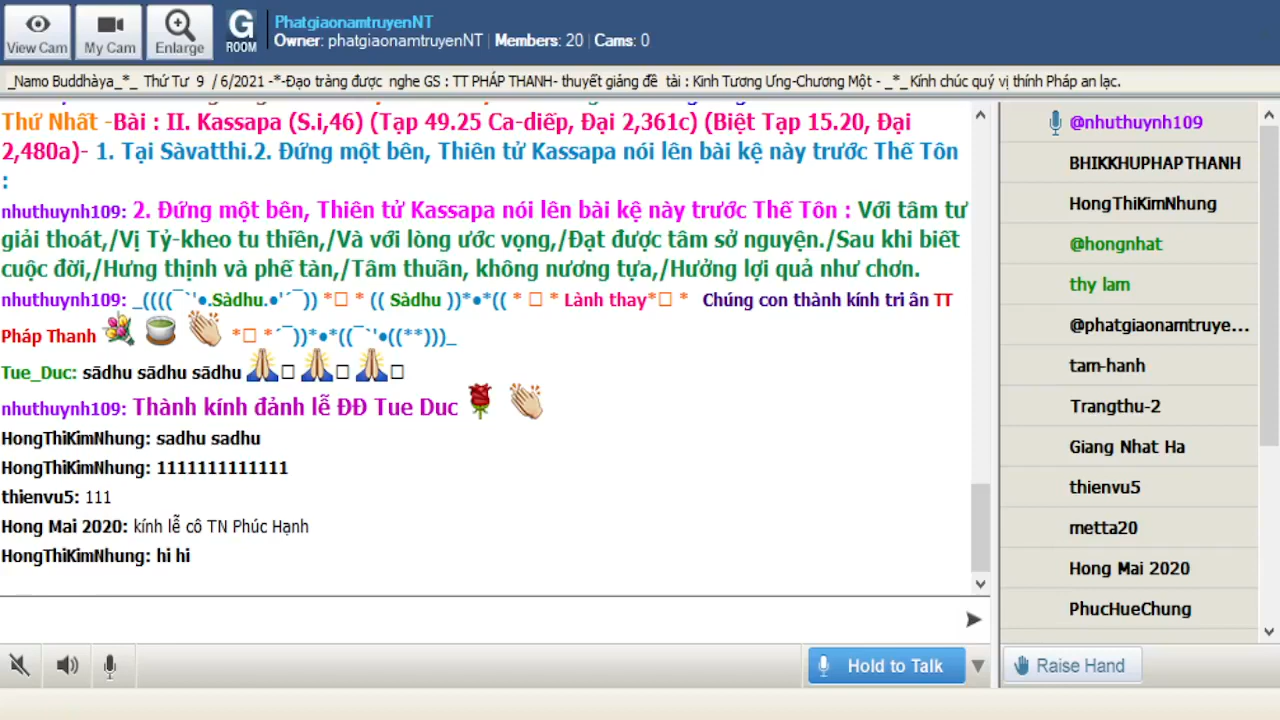 View Cam
My Cam
Enlarge
G
ROOM
PhatgiaonamtruyenNT
Owner: phatgiaonamtruyenNT | Members: 20 | Cams: 0
_Namo Buddhàya_*_ Thứ Tư 9 / 6/2021 -*-Đạo tràng được nghe GS : TT PHÁP THANH- thuyết giảng đề tài : Kinh Tương Ưng-Chương Một - _*_Kính chúc quý vị thính Pháp an lạc.
Thứ Nhất -Bài : II. Kassapa (S.i,46) (Tạp 49.25 Ca-diếp, Đại 2,361c) (Biệt Tạp 15.20, Đại
2,480a)- 1. Tại Sàvatthi.2. Đứng một bên, Thiên tử Kassapa nói lên bài kệ này trước Thế Tôn
:
nhuthuynh109: 2. Đứng một bên, Thiên tử Kassapa nói lên bài kệ này trước Thế Tôn : Với tâm tư
giải thoát,/Vị Tỷ-kheo tu thiền,/Và với lòng ước vọng,/Đạt được tâm sở nguyện./Sau khi biết
cuộc đời,/Hưng thịnh và phế tàn,/Tâm thuần, không nương tựa,/Hưởng lợi quả như chơn.
nhuthuynh109: _((((¯`'●.Sàdhu.●'´¯)) *□ * (( Sàdhu ))*●*(( * □ * Lành thay*□ * Chúng con thành kính tri ân TT
Pháp Thanh 💐 🍵 👏 *□ *´¯))*●*((¯`'●((**)))_
Tue_Duc: sādhu sādhu sādhu 🙏□ 🙏□ 🙏□
nhuthuynh109: Thành kính đảnh lễ ĐĐ Tue Duc 🌹 👏
HongThiKimNhung: sadhu sadhu
HongThiKimNhung: 1111111111111
thienvu5: 111
Hong Mai 2020: kính lễ cô TN Phúc Hạnh
HongThiKimNhung: hi hi
Hold to Talk
@nhuthuynh109
BHIKKHUPHAPTHANH
HongThiKimNhung
@hongnhat
thy lam
@phatgiaonamtruye...
tam-hanh
Trangthu-2
Giang Nhat Ha
thienvu5
metta20
Hong Mai 2020
PhucHueChung
Raise Hand